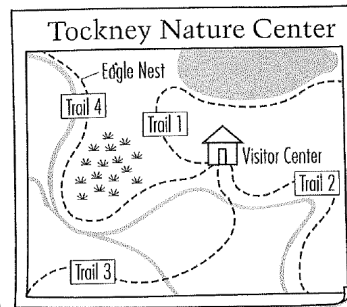 Tockney Nature Center
Eagle Nest
Trail 4
Trail 1
Visitor Center
Trail 2
Trail 3